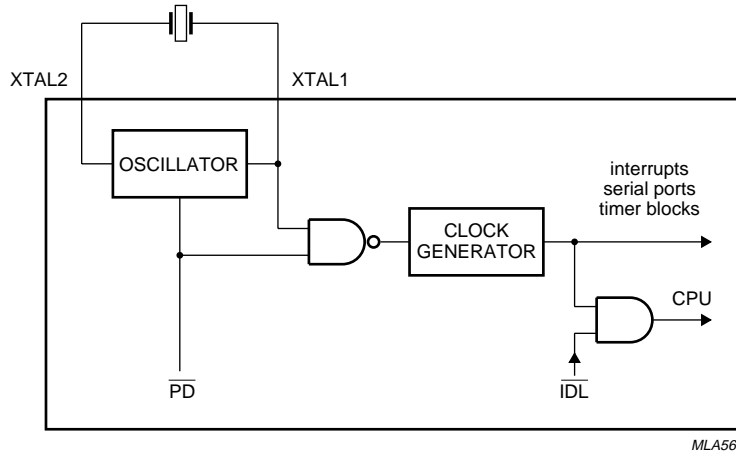 XTAL2
XTAL1
OSCILLATOR
interrupts
serial ports
timer blocks
CLOCK
GENERATOR
CPU
PD
IDL
MLA56